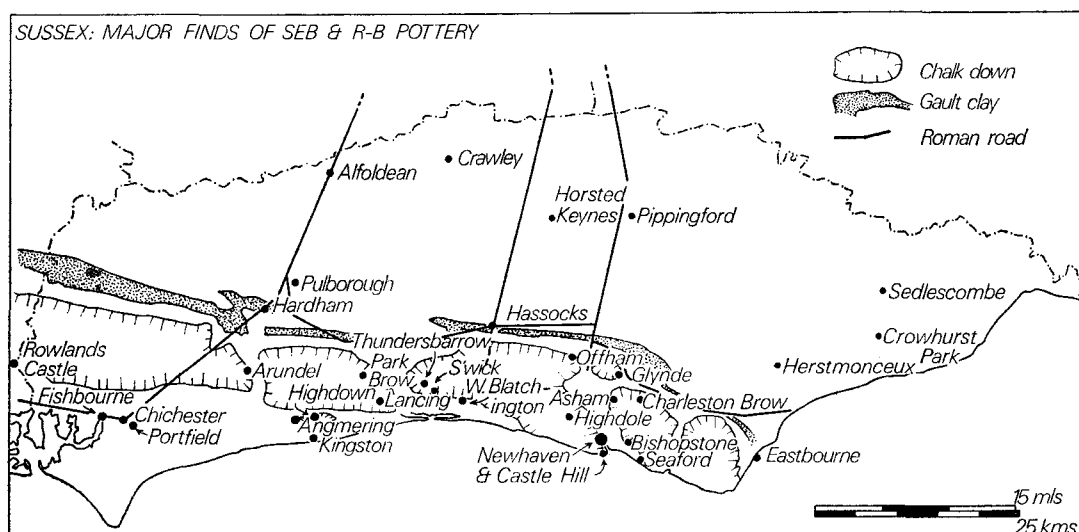 SUSSEX: MAJOR FINDS OF SEB & R-B POTTERY
Chalk down
Gault clay
Roman road
Crawley
Alfoldean
Horsted
Keynes
Pippingford
Pulborough
Hardham
Sedlescombe
Hassocks
Thundersbarrow
Crowhurst
Park
Rowlands
Castle
Arundel
Park
Brow
S'wick
Offham
Glynde
Herstmonceux
Fishbourne
Highdown
Lancing
W. Blatch-
ington
Asham
Charleston Brow
Chichester
Portfield
Angmering
Kingston
Highdole
Bishopstone
Newhaven
& Castle Hill
Seaford
Eastbourne
15 mls
25 kms.